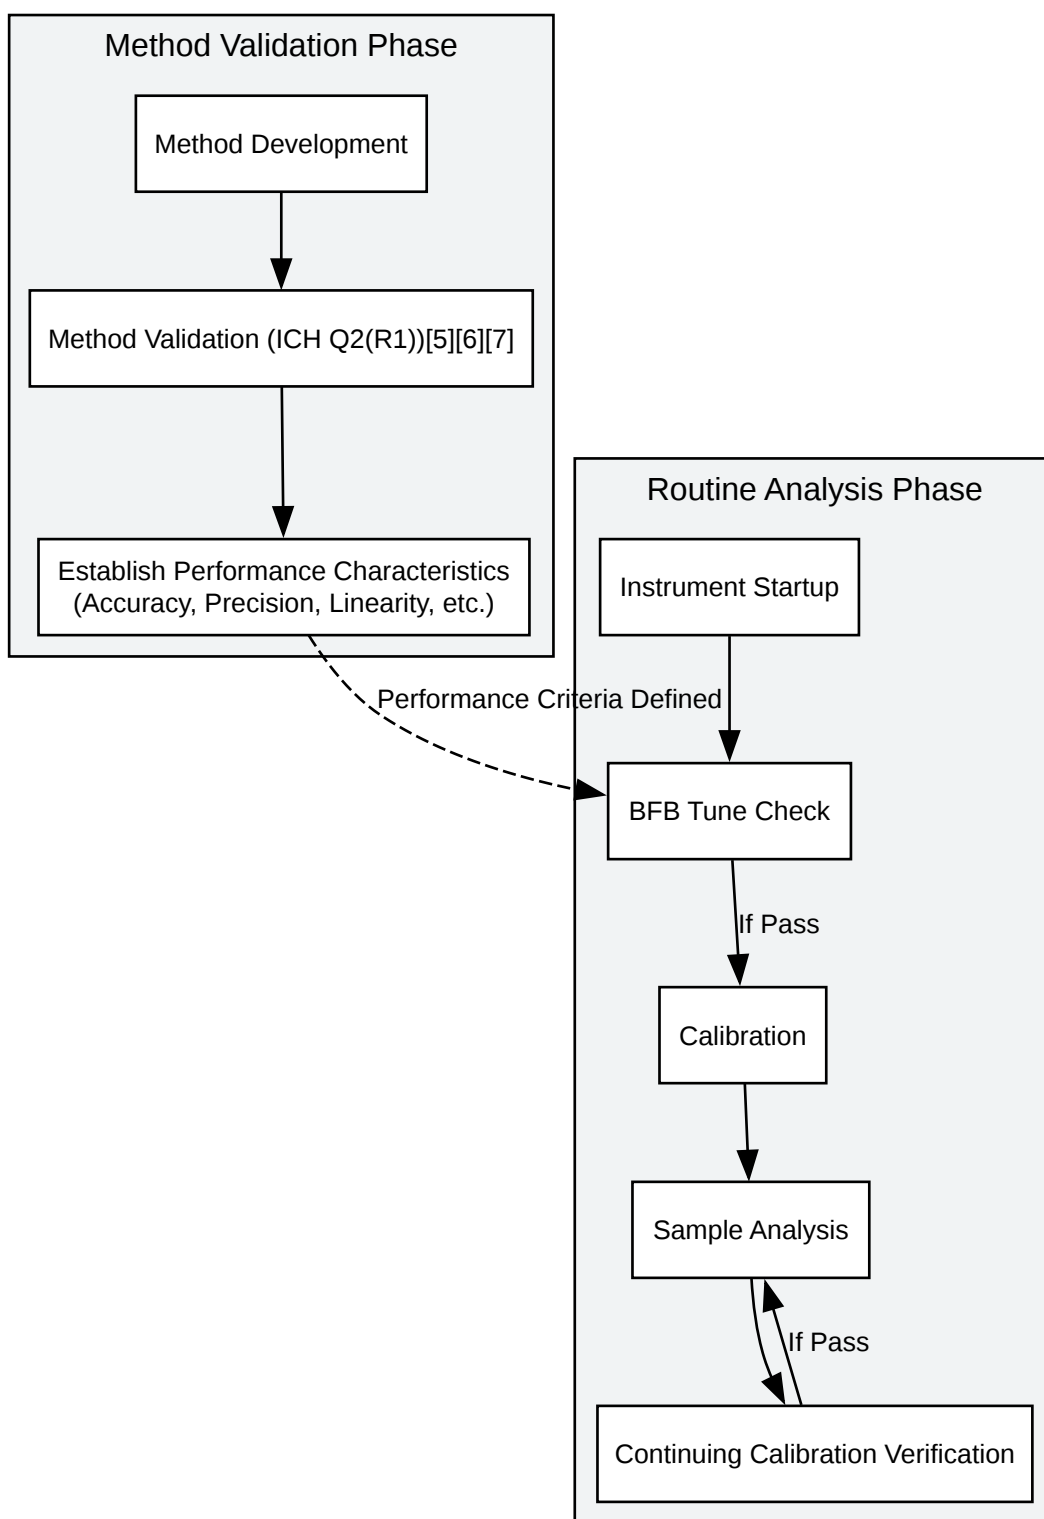 Method Validation Phase
Method Development
Method Validation (ICH Q2(R1))[5][6][7]
Establish Performance Characteristics
(Accuracy, Precision, Linearity, etc.)
Performance Criteria Defined
Routine Analysis Phase
Instrument Startup
BFB Tune Check
If Pass
Calibration
Sample Analysis
If Pass
Continuing Calibration Verification